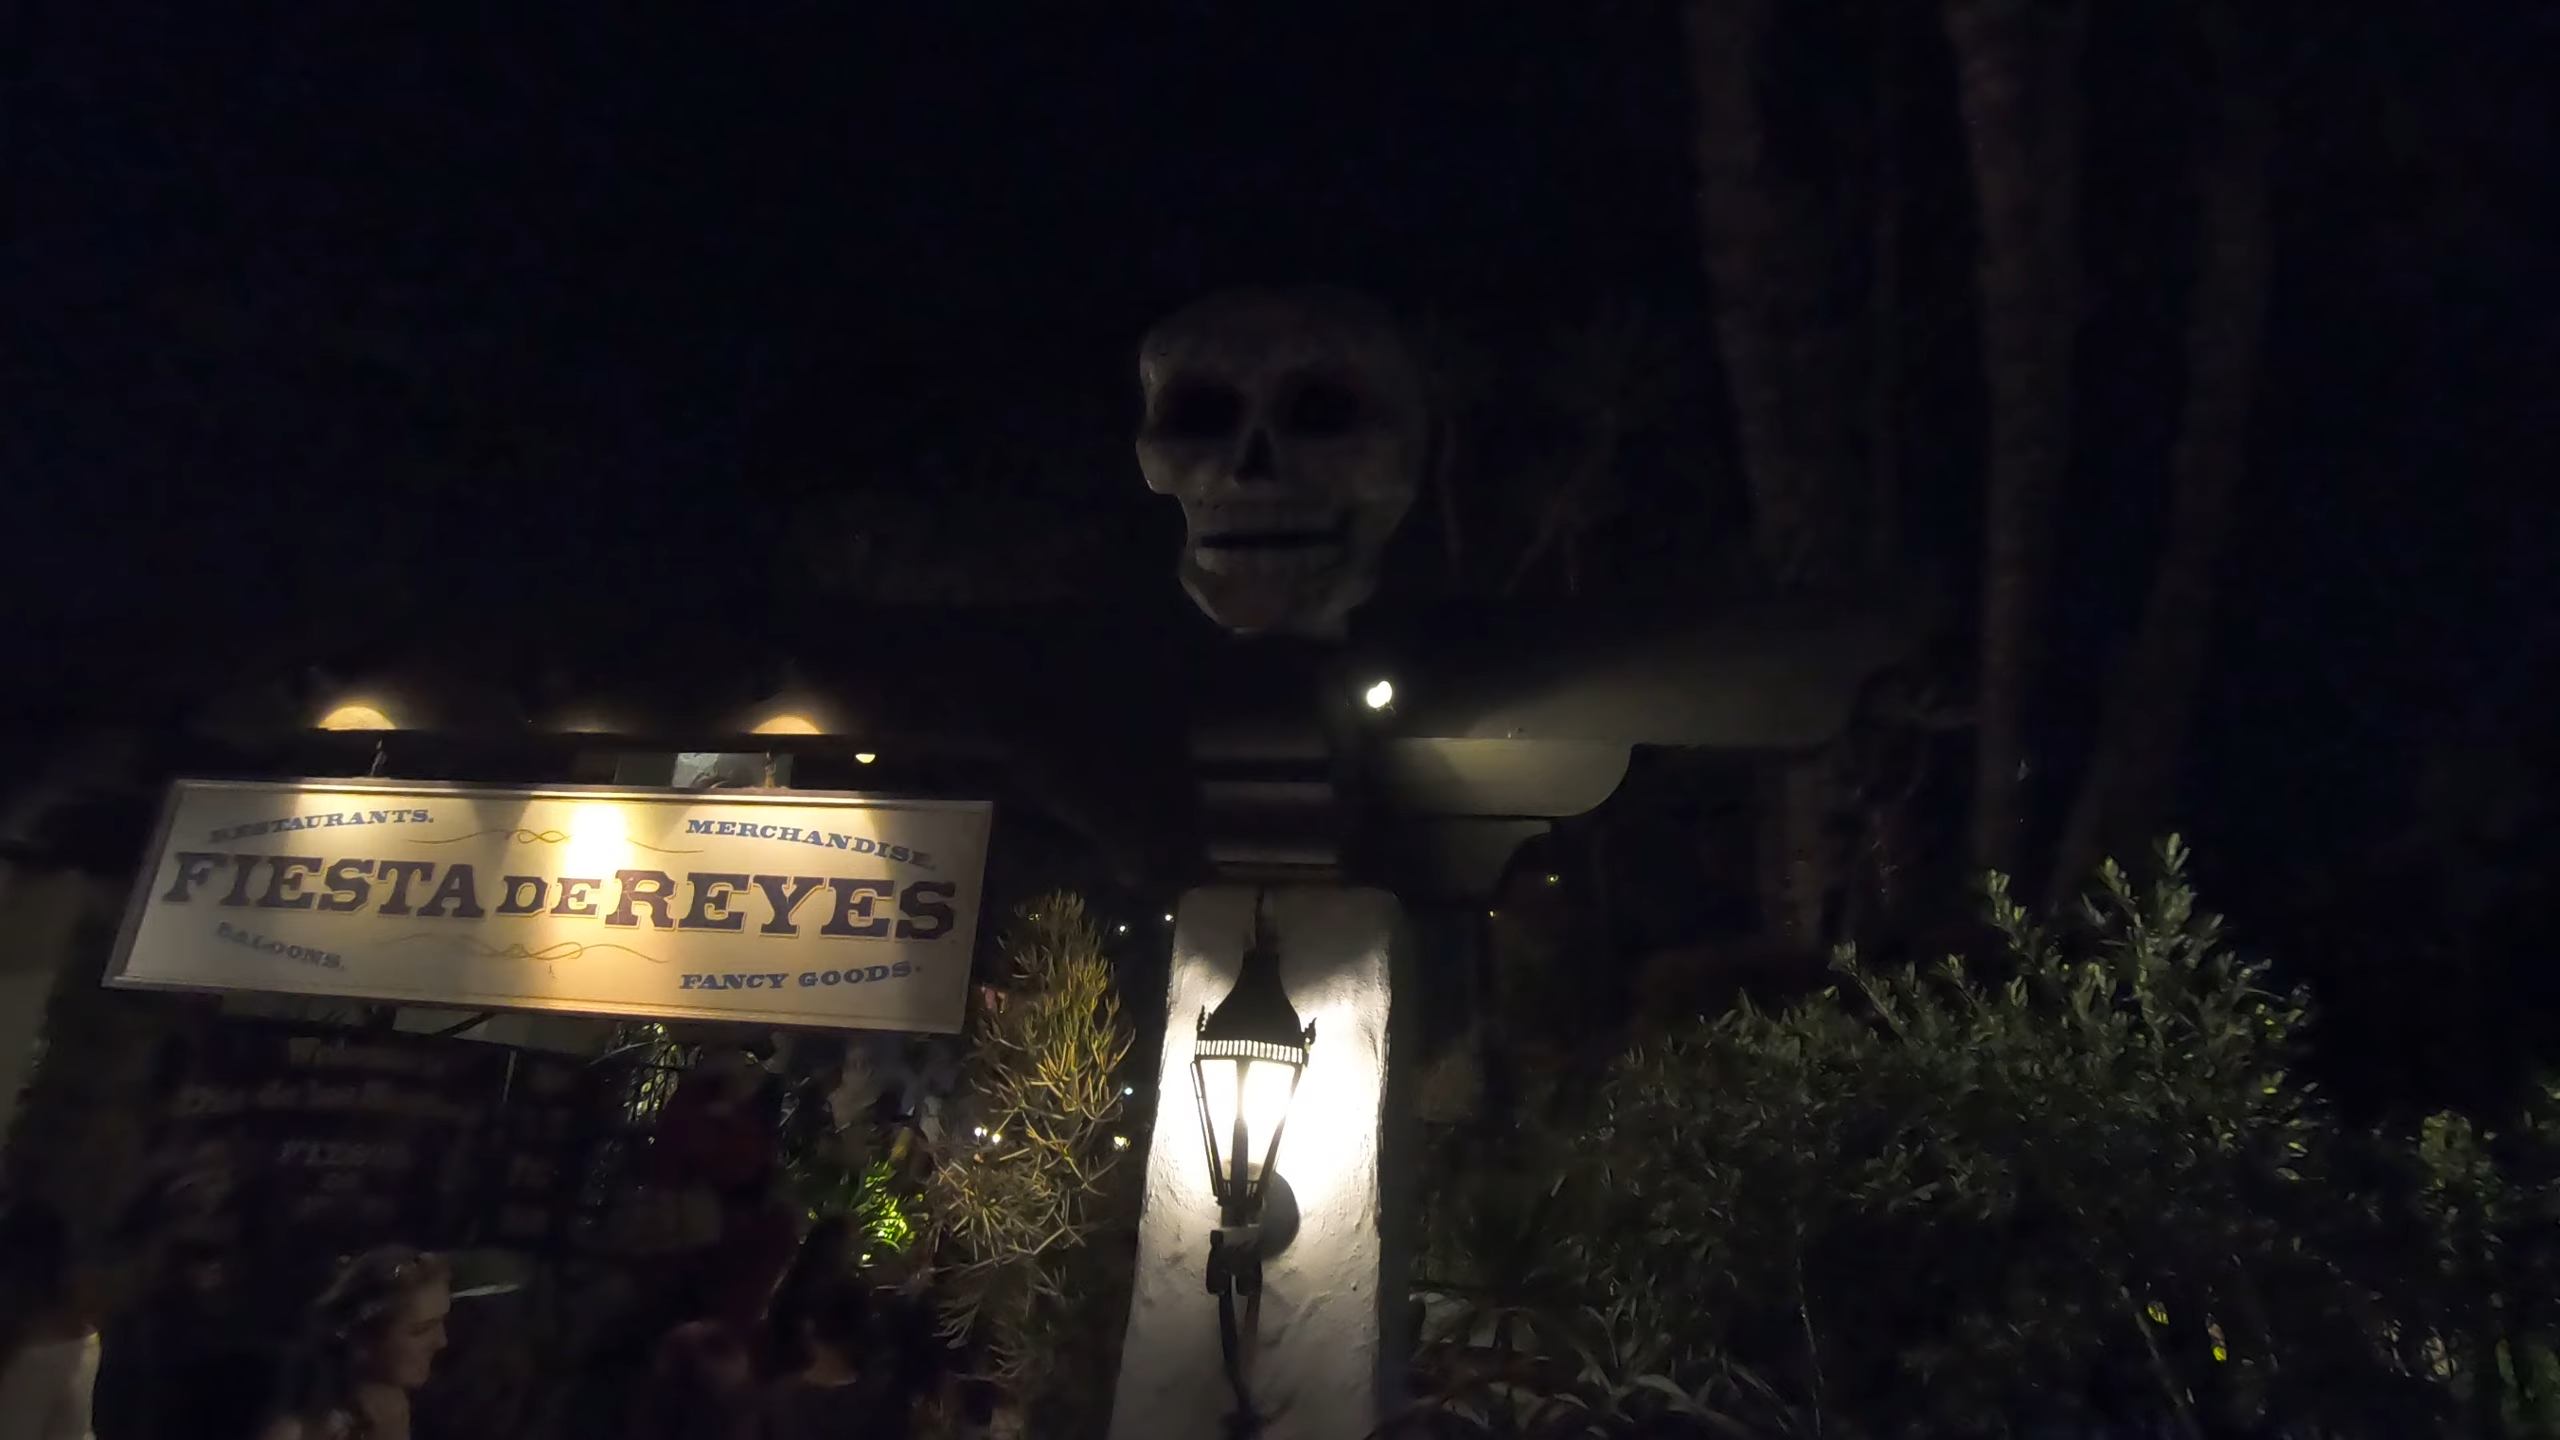 RESTAURANTS.
MERCHANDISE.
FIESTA DE REYES
SALOONS.
FANCY GOODS.